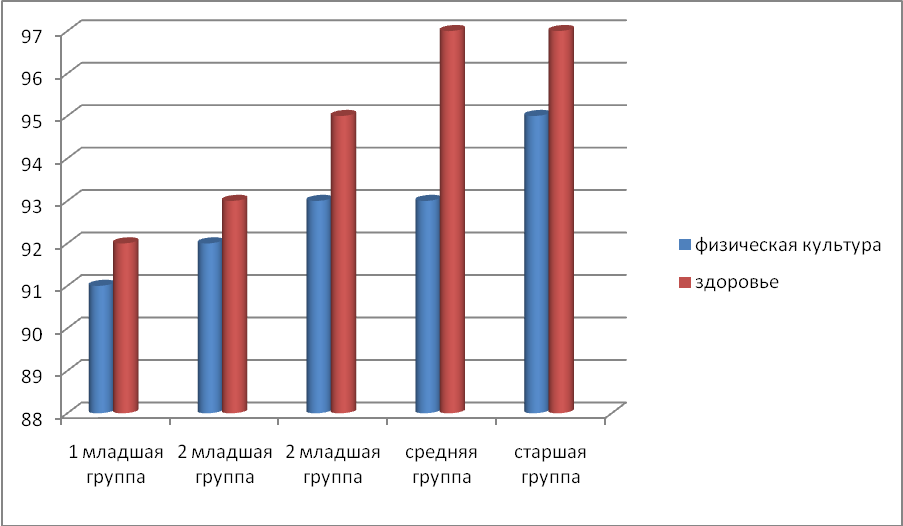 97
96
95
94
93
92
91
90
89
88
1 младшая группа
2 младшая группа
2 младшая группа
средняя группа
старшая группа
физическая культура
здоровье